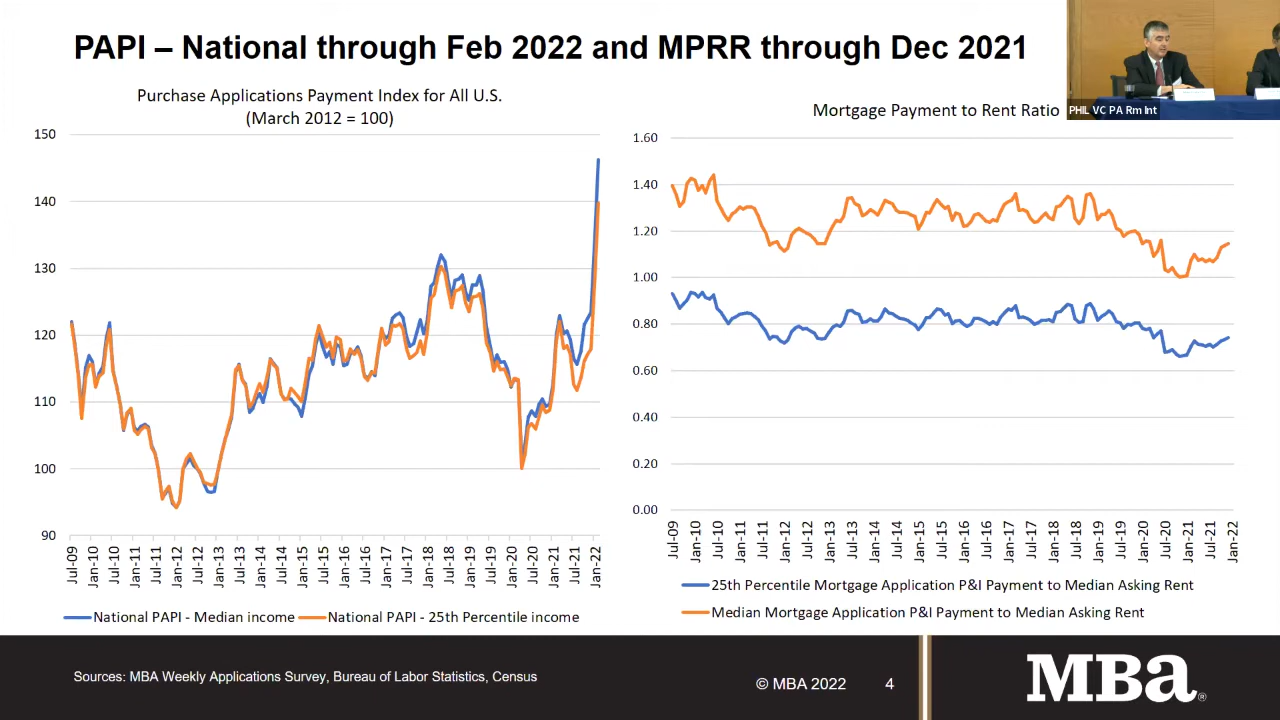 PAPI – National through Feb 2022 and MPRR through Dec 2021
PHIL VC PA Rm Int
Purchase Applications Payment Index for All U.S.
(March 2012 = 100)
150
140
130
120
110
100
90
Jul-09
Jan-10
Jul-10
Jan-11
Jul-11
Jan-12
Jul-12
Jan-13
Jul-13
Jan-14
Jul-14
Jan-15
Jul-15
Jan-16
Jul-16
Jan-17
Jul-17
Jan-18
Jul-18
Jan-19
Jul-19
Jan-20
Jul-20
Jan-21
Jul-21
Jan-22
National PAPI - Median income
National PAPI - 25th Percentile income
Mortgage Payment to Rent Ratio
1.60
1.40
1.20
1.00
0.80
0.60
0.40
0.20
0.00
Jul-09
Jan-10
Jul-10
Jan-11
Jul-11
Jan-12
Jul-12
Jan-13
Jul-13
Jan-14
Jul-14
Jan-15
Jul-15
Jan-16
Jul-16
Jan-17
Jul-17
Jan-18
Jul-18
Jan-19
Jul-19
Jan-20
Jul-20
Jan-21
Jul-21
Jan-22
25th Percentile Mortgage Application P&I Payment to Median Asking Rent
Median Mortgage Application P&I Payment to Median Asking Rent
Sources: MBA Weekly Applications Survey, Bureau of Labor Statistics, Census
© MBA 2022
4
MBA®